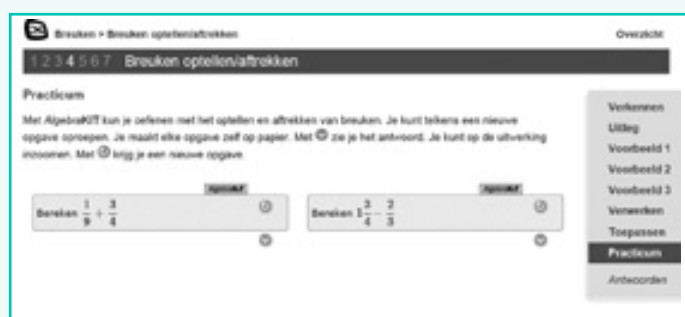 Breuken > Breuken optellen/aftrekken
Overzicht
1 2 3 4 5 6 7 Breuken optellen/aftrekken
Practicum
Met AlgebraKIT kun je oefenen met het optellen en aftrekken van breuken. Je kunt telkens een nieuwe
opgave oproepen. Je maakt elke opgave zelf op papier. Met zie je het antwoord. Je kunt op de uitwerking
inzoomen. Met krijg je een nieuwe opgave.
AlgebraKIT
Bereken 1/9 + 3/4
AlgebraKIT
Bereken 1 3/4 - 2/3
Verkennen
Uitleg
Voorbeeld 1
Voorbeeld 2
Voorbeeld 3
Verwerken
Toepassen
Practicum
Antwoorden